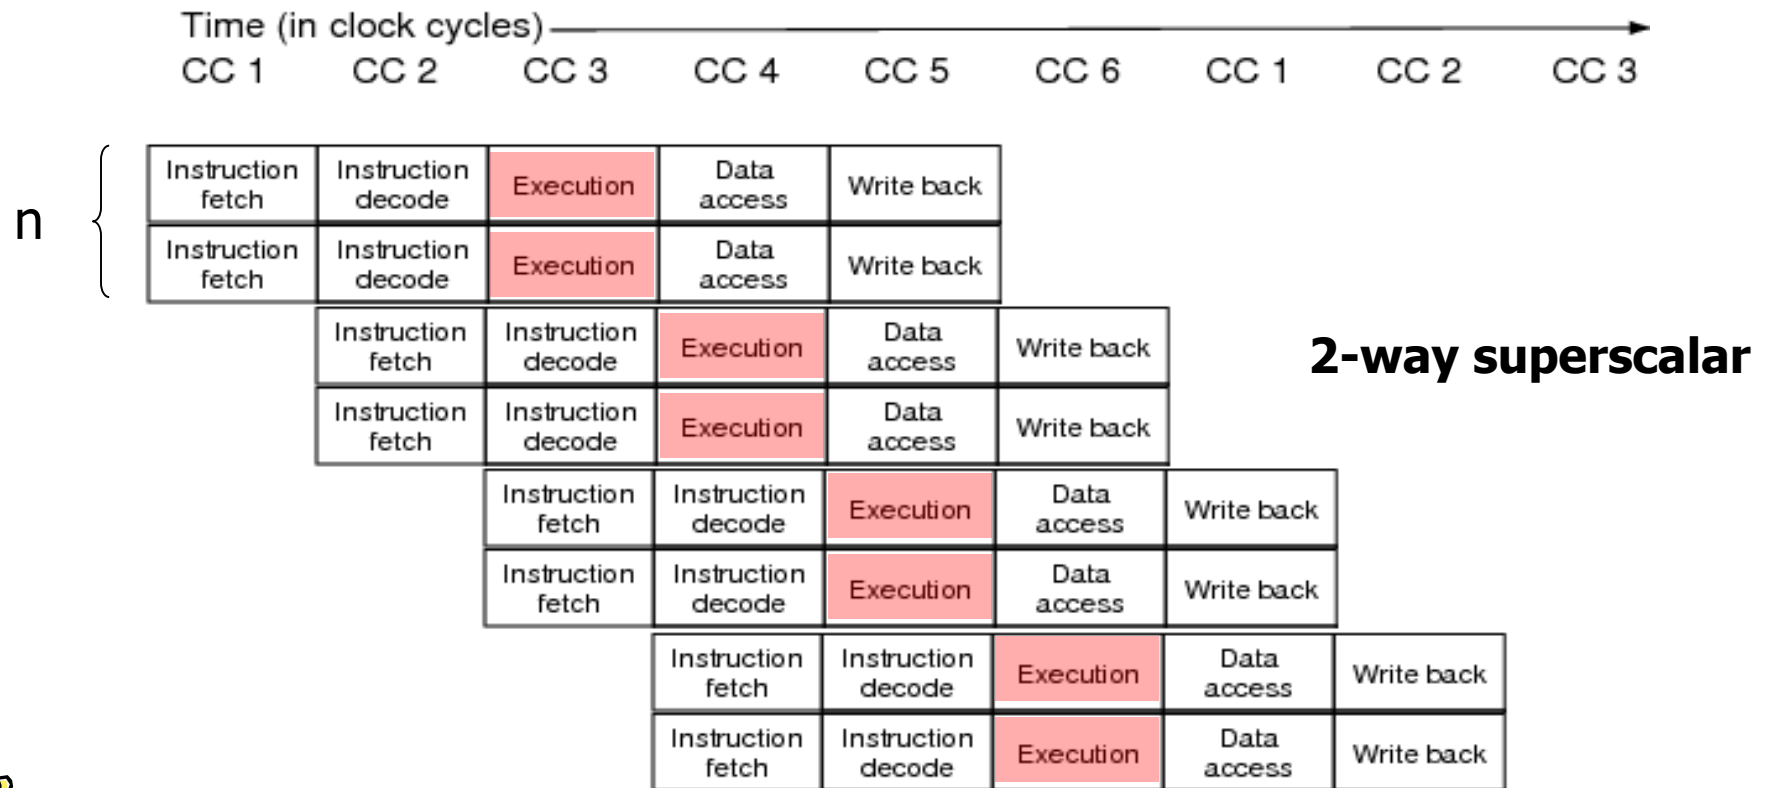 Time (in clock cycles)
CC 1 CC 2 CC 3 CC 4 CC 5 CC 6 CC 1 CC 2 CC 3
n
Instruction fetch Instruction decode Execution Data access Write back
Instruction fetch Instruction decode Execution Data access Write back
Instruction fetch Instruction decode Execution Data access Write back
2-way superscalar
Instruction fetch Instruction decode Execution Data access Write back
Instruction fetch Instruction decode Execution Data access Write back
Instruction fetch Instruction decode Execution Data access Write back
Instruction fetch Instruction decode Execution Data access Write back
Instruction fetch Instruction decode Execution Data access Write back